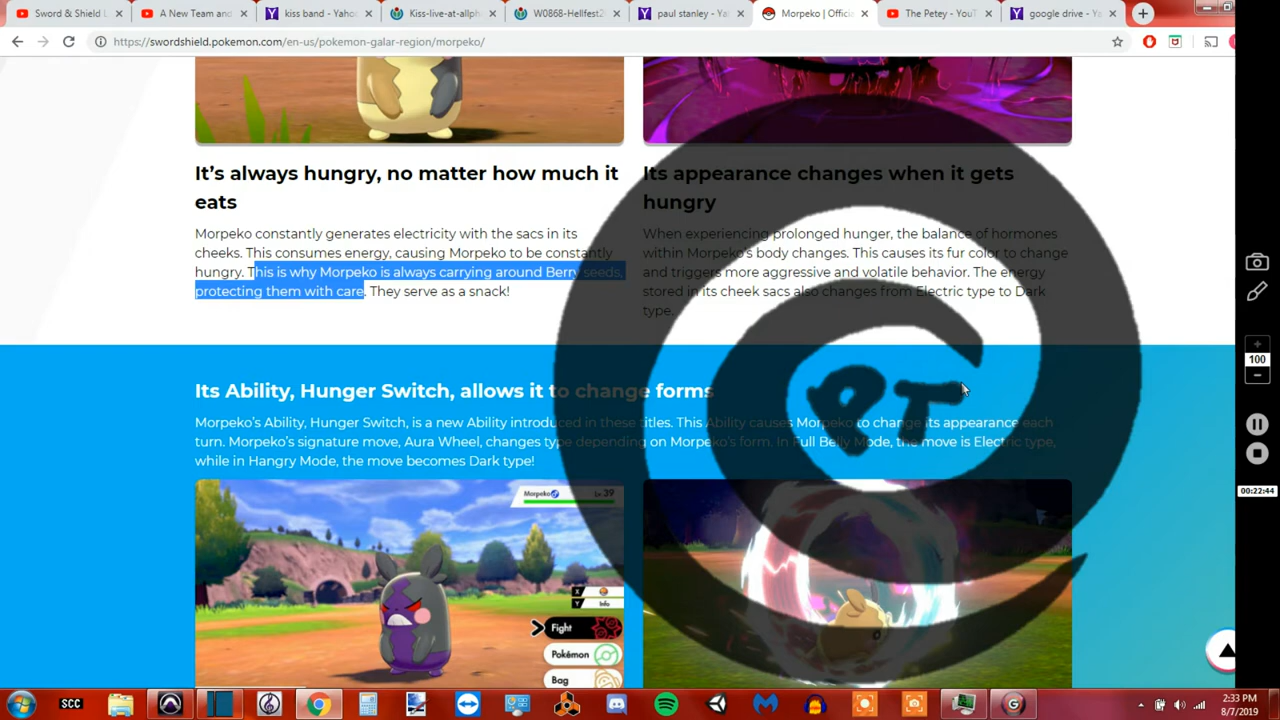 Sword & Shield L
A New Team and
kiss band - Yaho
Kiss-live-at-allph
W0868-Hellfest2
paul stanley - Ya
Morpeko | Offici
The Petey - YouT
google drive - Ya
https://swordshield.pokemon.com/en-us/pokemon-galar-region/morpeko/
It's always hungry, no matter how much it
eats
Morpeko constantly generates electricity with the sacs in its
cheeks. This consumes energy, causing Morpeko to be constantly
hungry. This is why Morpeko is always carrying around Berry seeds,
protecting them with care. They serve as a snack!
Its appearance changes when it gets
hungry
When experiencing prolonged hunger, the balance of hormones
within Morpeko's body changes. This causes its fur color to change
and triggers more aggressive and volatile behavior. The energy
stored in its cheek sacs also changes from Electric type to Dark
type.
PT
Its Ability, Hunger Switch, allows it to change forms
Morpeko's Ability, Hunger Switch, is a new Ability introduced in these titles. This Ability causes Morpeko to change its appearance each
turn. Morpeko's signature move, Aura Wheel, changes type depending on Morpeko's form. In Full Belly Mode, the move is Electric type,
while in Hangry Mode, the move becomes Dark type!
Morpeko Lv.39
X
Y Info
Fight
Pokémon
Bag
100
00:22:44
SCC
2:33 PM
8/7/2019